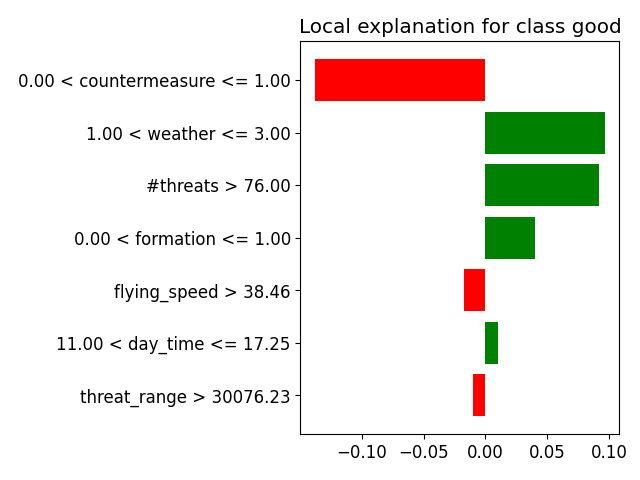 Local explanation for class good
0.00 < countermeasure <= 1.00
1.00 < weather <= 3.00
#threats > 76.00
0.00 < formation <= 1.00
flying_speed > 38.46
11.00 < day_time <= 17.25
threat_range > 30076.23
−0.10 −0.05 0.00 0.05 0.10